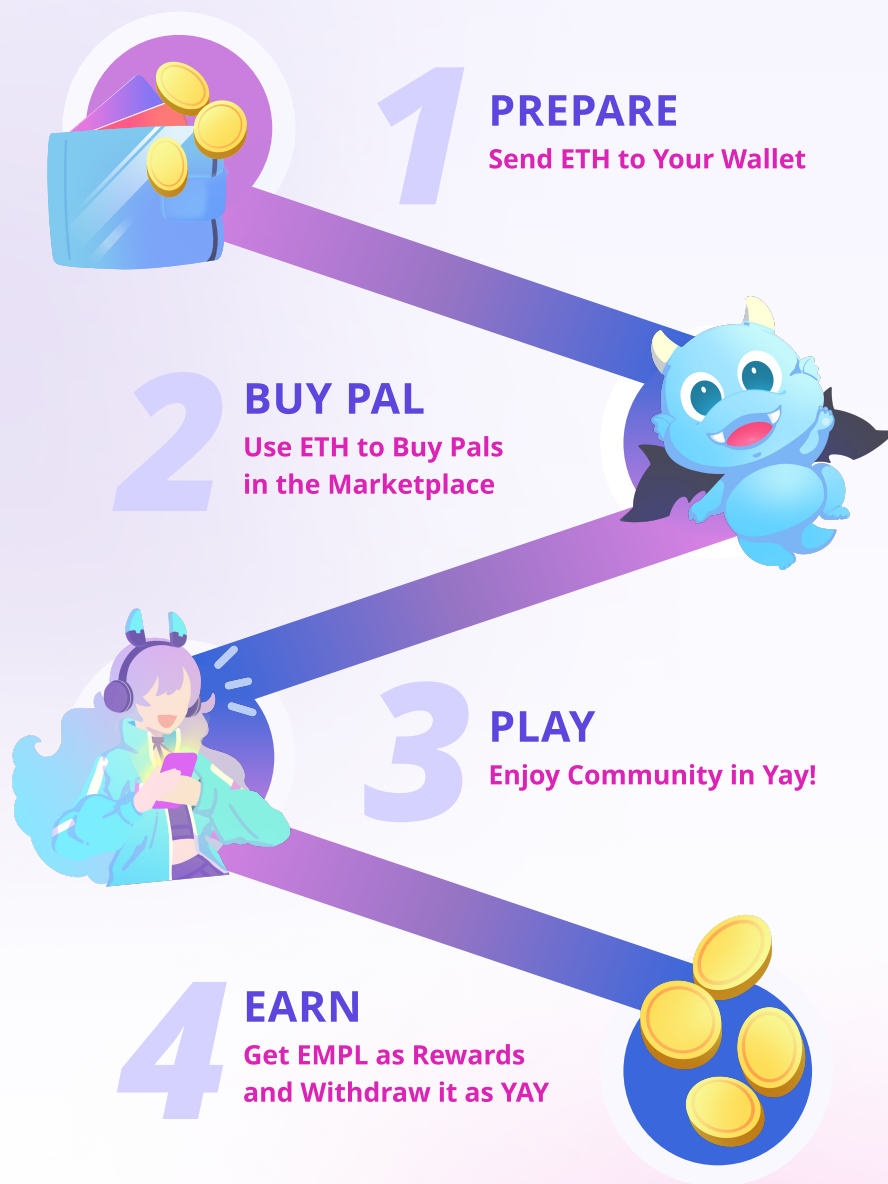 1
PREPARE
Send ETH to Your Wallet
2
BUY PAL
Use ETH to Buy Pals
in the Marketplace
3
PLAY
Enjoy Community in Yay!
4
EARN
Get EMPL as Rewards
and Withdraw it as YAY